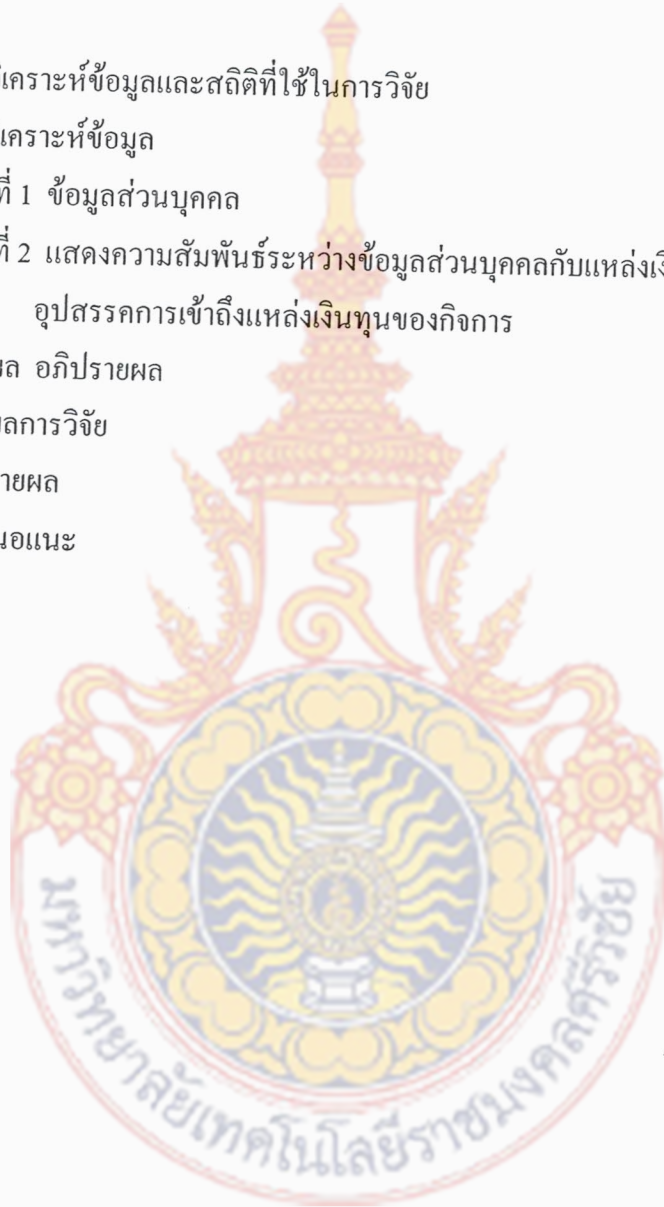 เคราะห์ข้อมูลและสถิติที่ใช้ในการวิจัย
เคราะห์ข้อมูล
ที่ 1 ข้อมูลส่วนบุคคล
ที่ 2 แสดงความสัมพันธ์ระหว่างข้อมูลส่วนบุคคลกับแหล่งเงิ
อุปสรรคการเข้าถึงแหล่งเงินทุนของกิจการ
ผล อภิปรายผล
ผลการวิจัย
รายผล
นอแนะ
มหาวิทยาลัยเทคโนโลยีราชมงคลศรีวิชัย